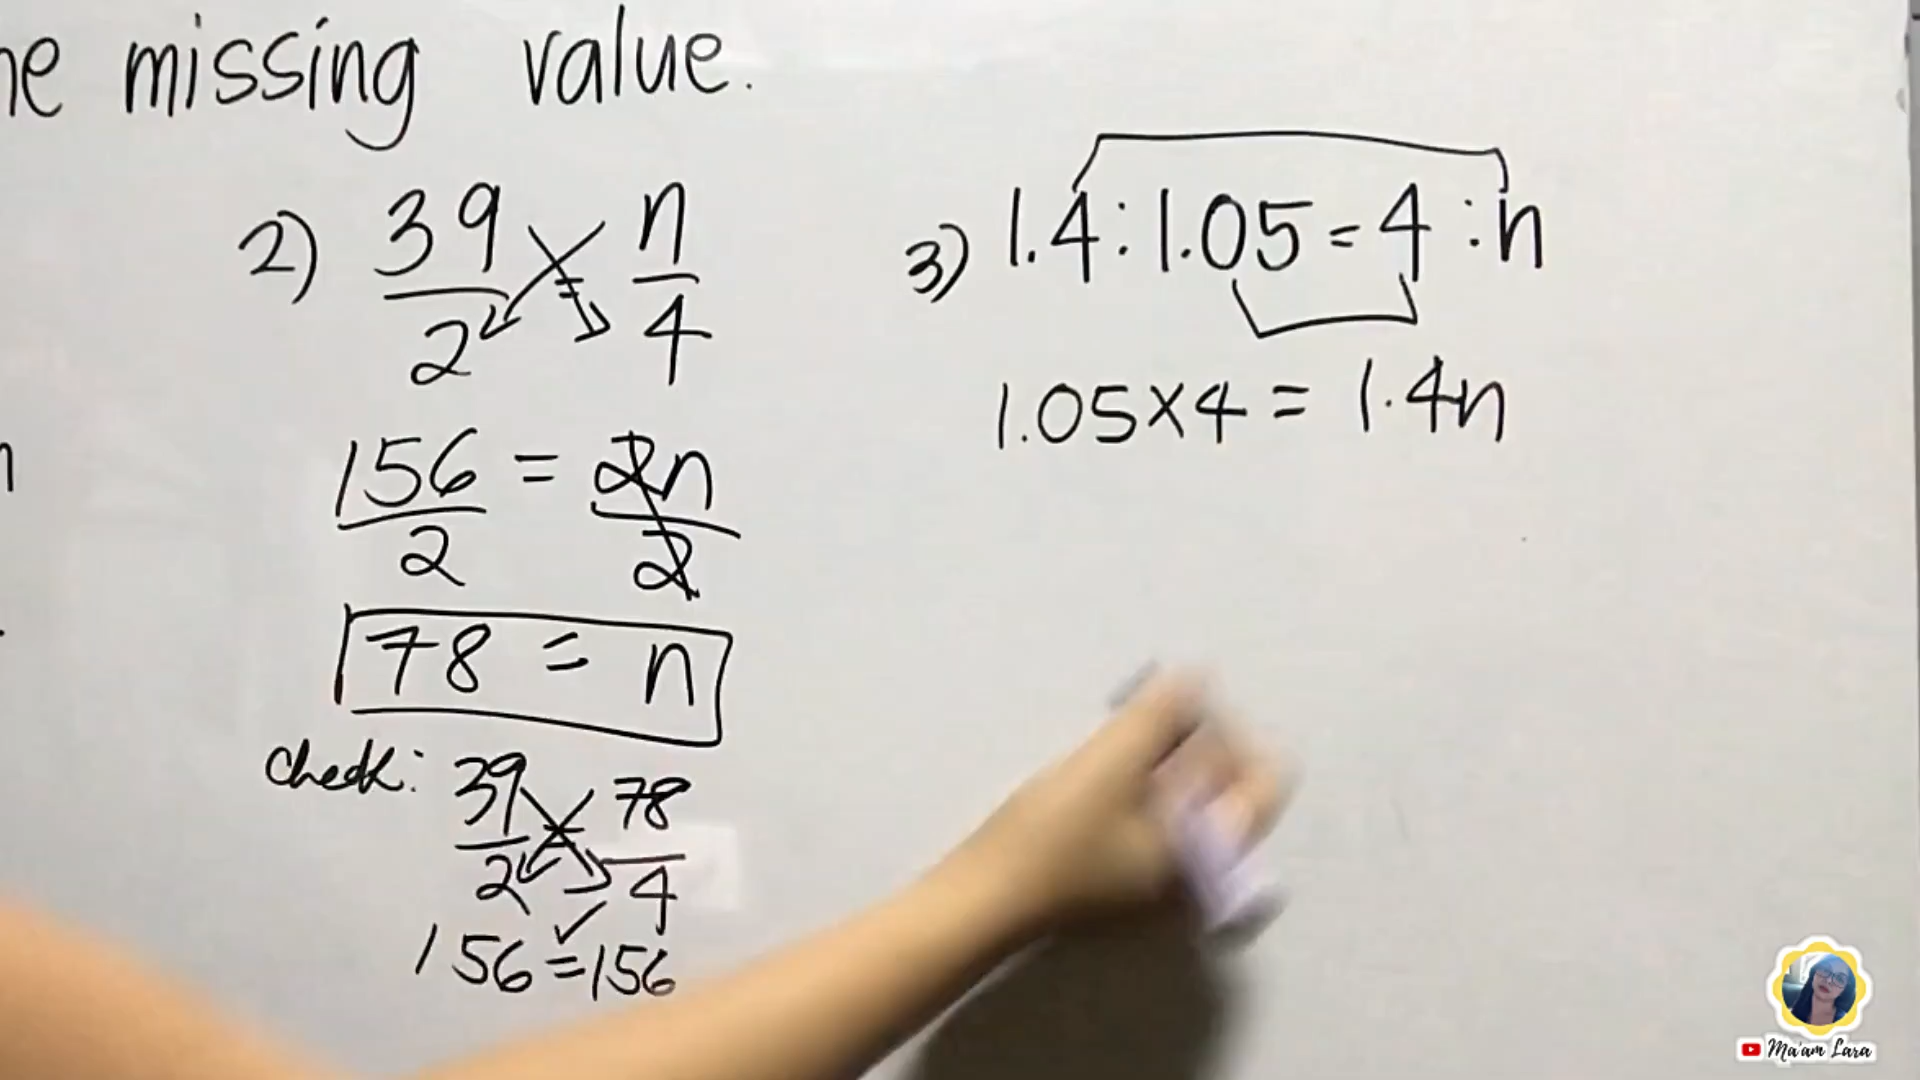 ne missing value.
2) 39/2 = n/4
156/2 = 2n/2
78 = n
check: 39/2 = 78/4
156 = 156
3) 1.4 : 1.05 = 4 : n
1.05 × 4 = 1.4n
n
Ma'am Lara